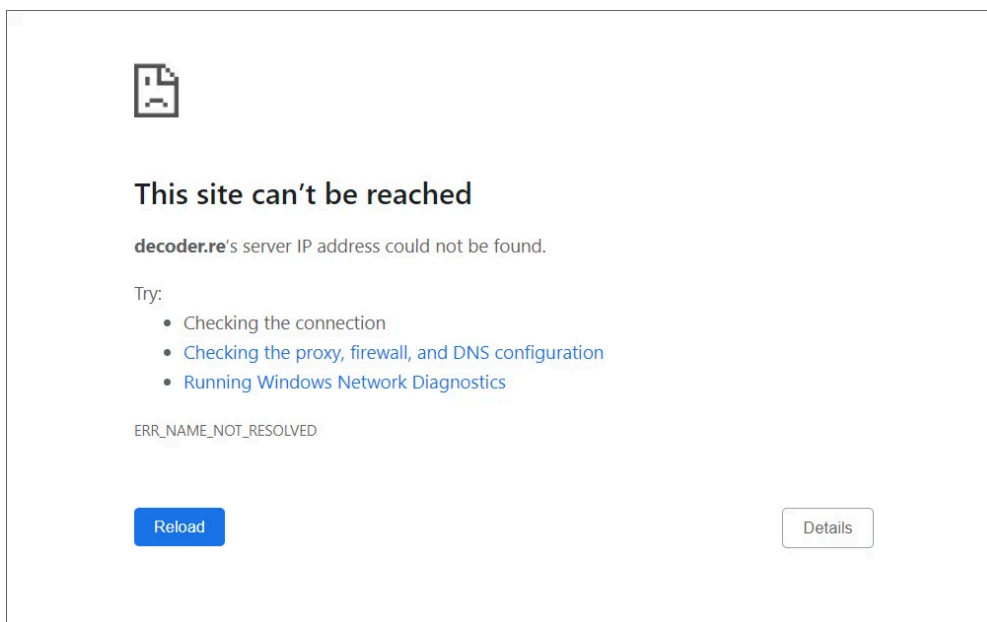 This site can’t be reached
decoder.re's server IP address could not be found.
Try:
• Checking the connection
• Checking the proxy, firewall, and DNS configuration
• Running Windows Network Diagnostics
ERR_NAME_NOT_RESOLVED
Reload
Details